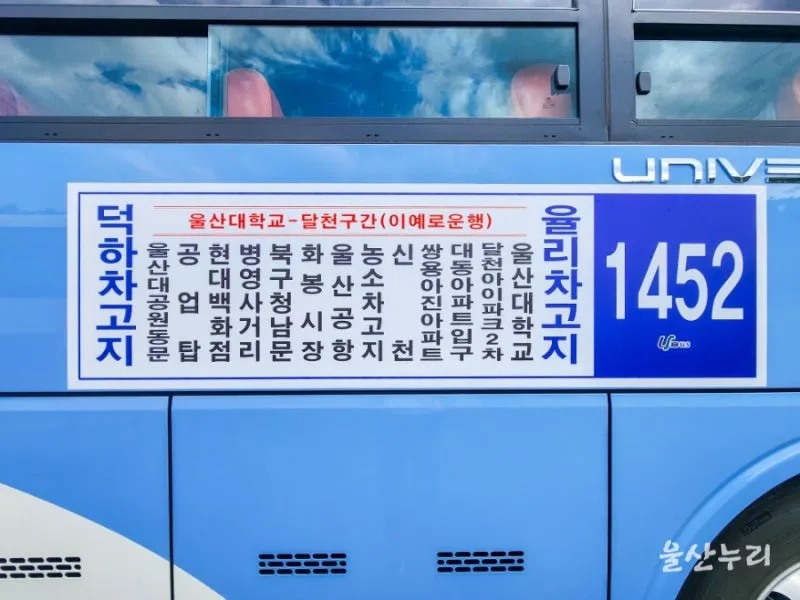 UNIVE
덕하차고지
울산대학교-달천구간(이예로운행)
울산대공원동문
공업탑
현대백화점
병영사거리
북구청남문
화봉시장
울산공항
농소차고지
신천
쌍용아진아파트
대동아파트입구
달천아이파크2차
울산대학교
율리차고지
1452
BUS
울산누리